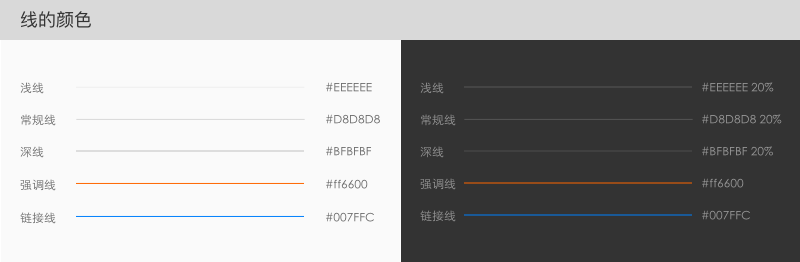 线的颜色
浅线 #EEEEEE
常规线 #D8D8D8
深线 #BFBFBF
强调线 #ff6600
链接线 #007FFC
浅线 #EEEEEE 20%
常规线 #D8D8D8 20%
深线 #BFBFBF 20%
强调线 #ff6600
链接线 #007FFC